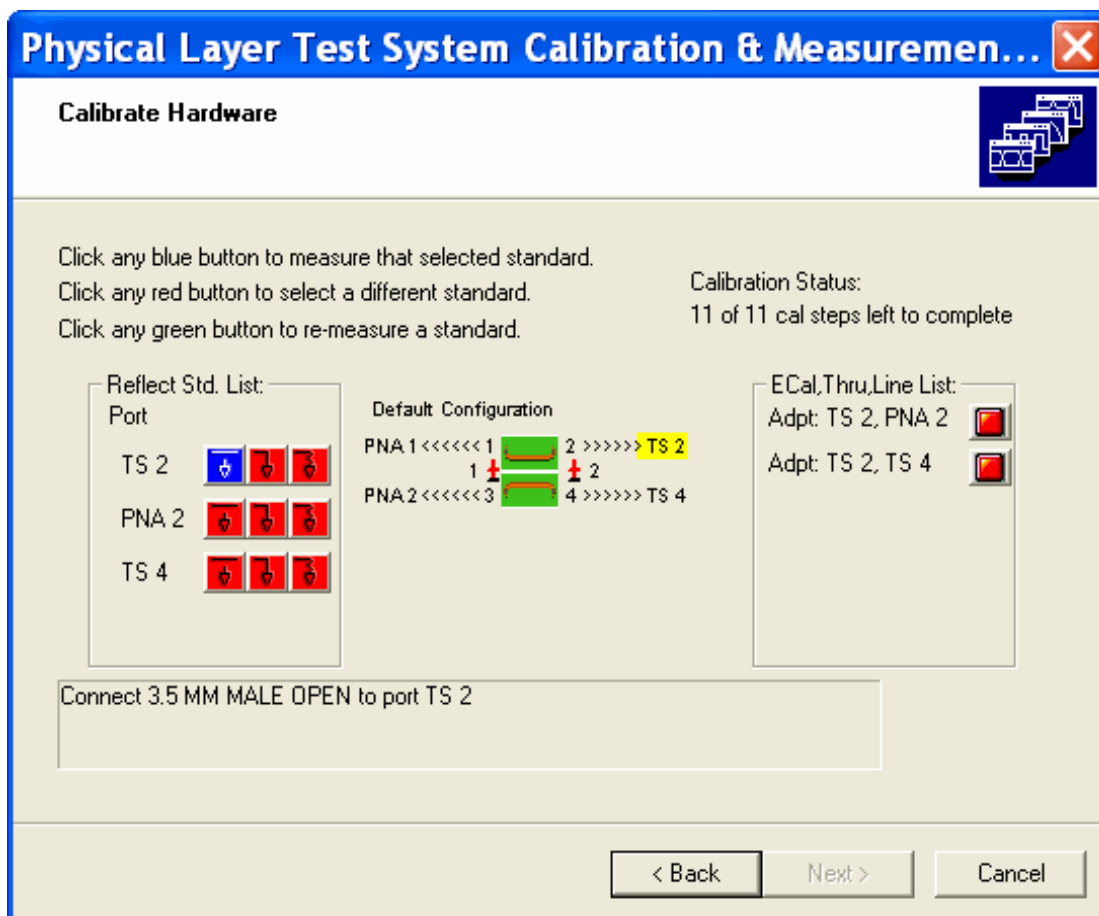 Physical Layer Test System Calibration & Measuremen...
Calibrate Hardware
Click any blue button to measure that selected standard.
Click any red button to select a different standard.
Click any green button to re-measure a standard.
Calibration Status:
11 of 11 cal steps left to complete
Reflect Std. List:
Port
TS 2
PNA 2
TS 4
Default Configuration
PNA 1 <<<<<< 1 2 >>>>>> TS 2
1 2
PNA 2 <<<<<< 3 4 >>>>>> TS 4
ECal,Thru,Line List:
Adpt: TS 2, PNA 2
Adpt: TS 2, TS 4
Connect 3.5 MM MALE OPEN to port TS 2
< Back
Next >
Cancel